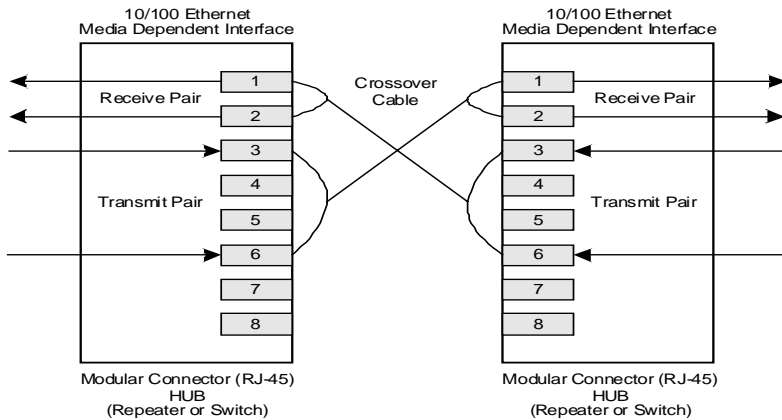 10/100 Ethernet
Media Dependent Interface
10/100 Ethernet
Media Dependent Interface
1
2
3
4
5
6
7
8
Receive Pair
Transmit Pair
Crossover
Cable
1
2
3
4
5
6
7
8
Receive Pair
Transmit Pair
Modular Connector (RJ-45)
HUB
(Repeater or Switch)
Modular Connector (RJ-45)
HUB
(Repeater or Switch)